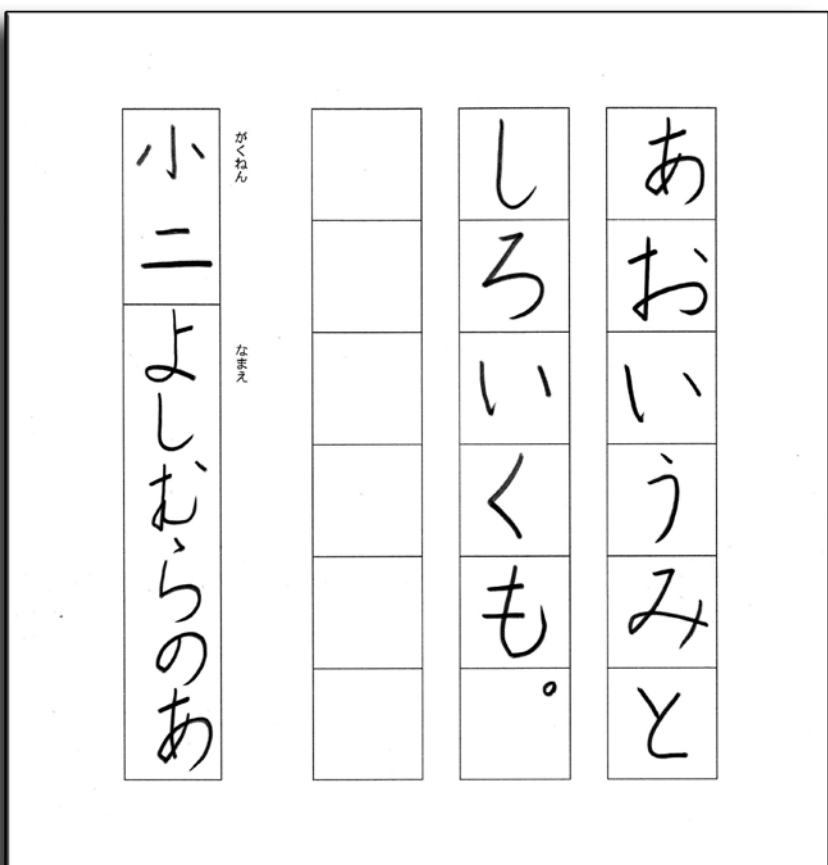 あおいうみと
しろいくも。
がくねん
小二
なまえ
よしむらのあ